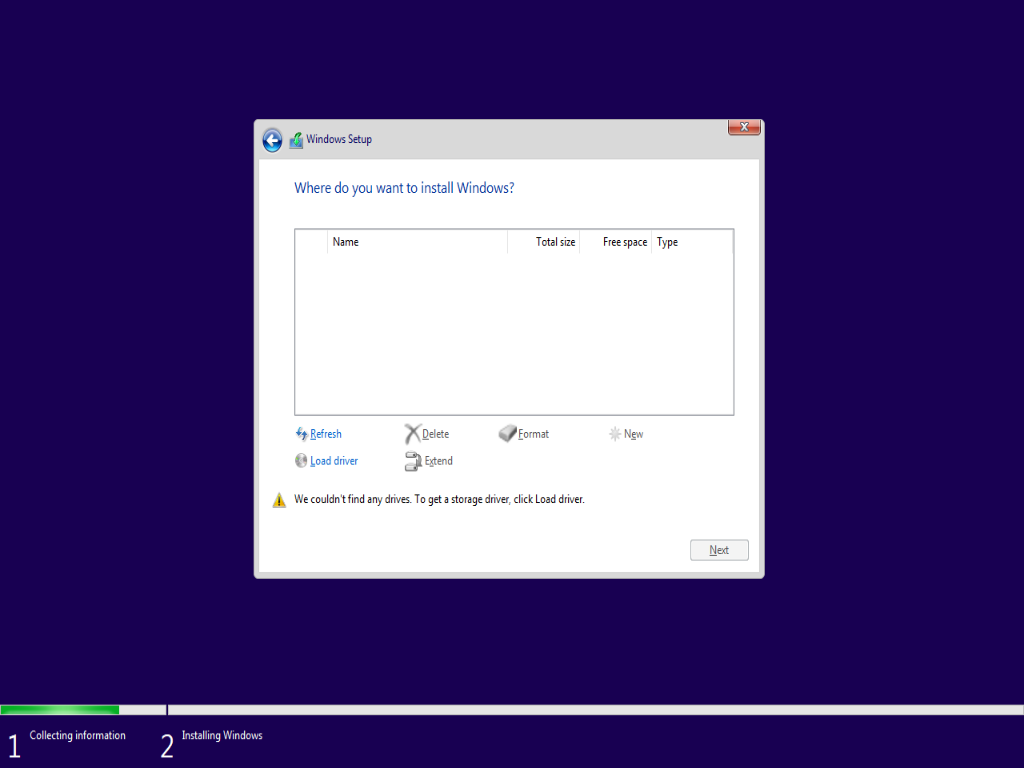 Windows Setup
X
Where do you want to install Windows?
Name Total size Free space Type
Refresh Delete Format New
Load driver Extend
We couldn't find any drives. To get a storage driver, click Load driver.
Next
1 Collecting information 2 Installing Windows